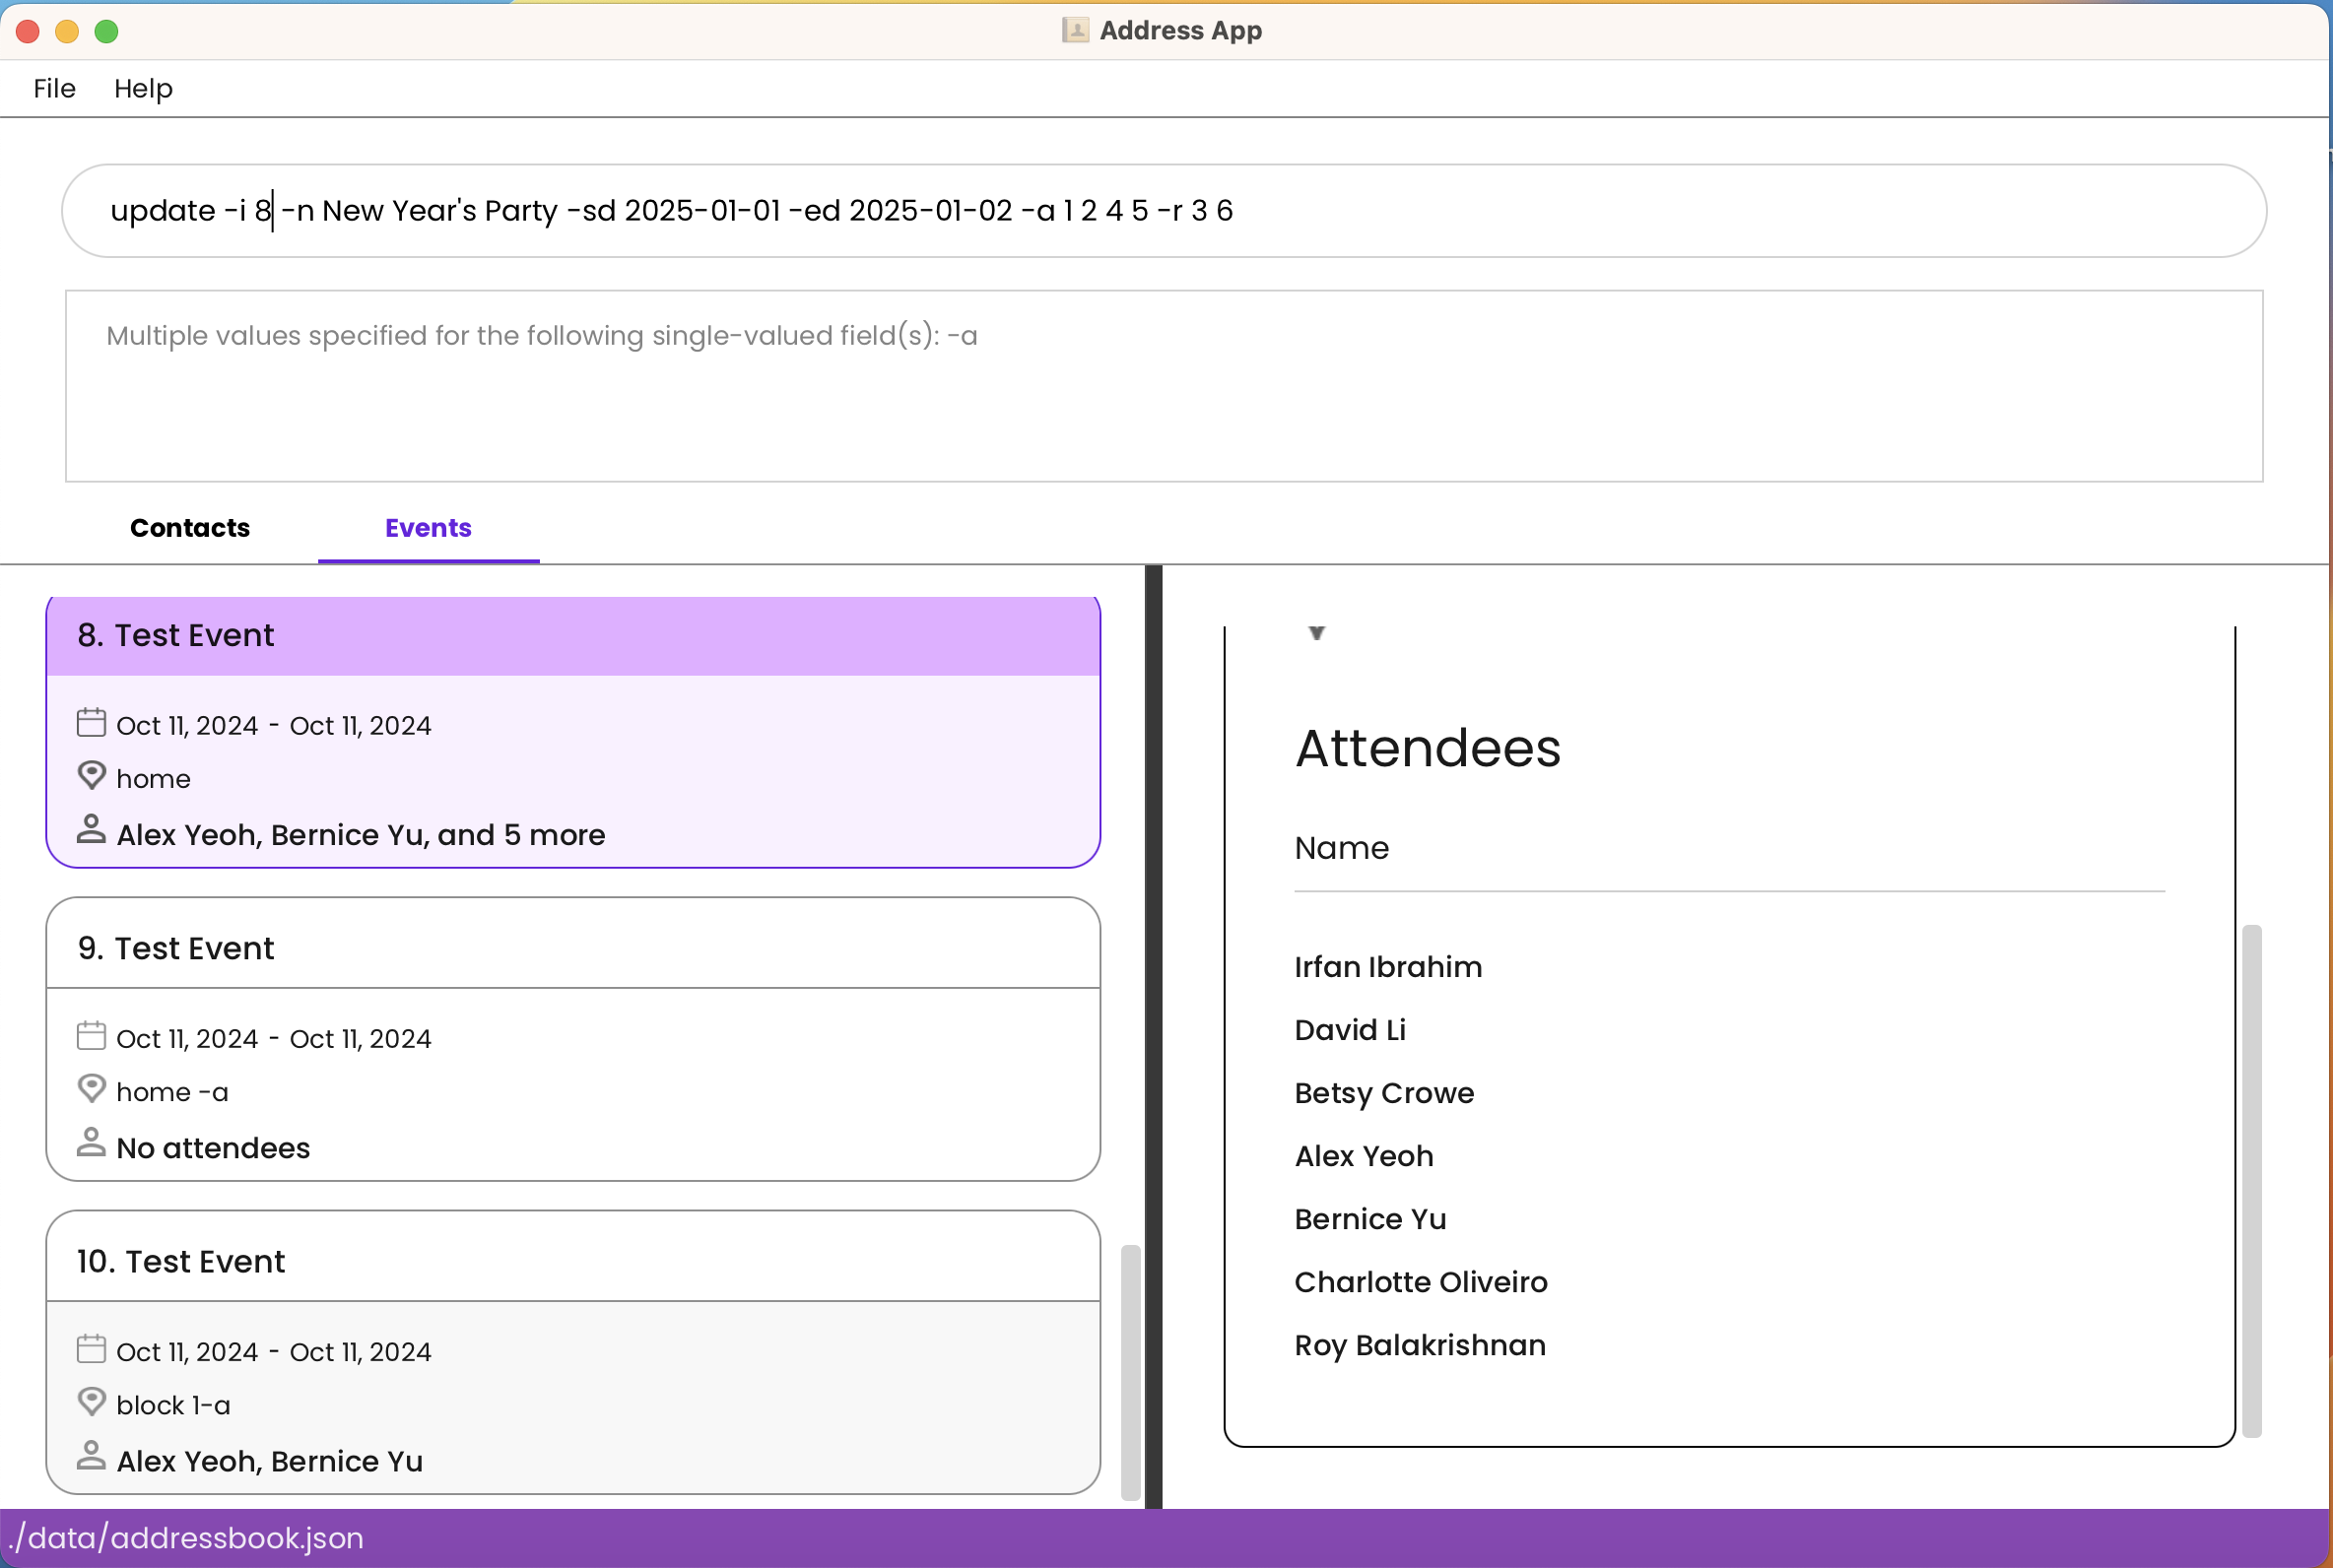 Address App
File Help
update -i 8 -n New Year's Party -sd 2025-01-01 -ed 2025-01-02 -a 1 2 4 5 -r 3 6
Multiple values specified for the following single-valued field(s): -a
Contacts Events
8. Test Event
Oct 11, 2024 - Oct 11, 2024
home
Alex Yeoh, Bernice Yu, and 5 more
9. Test Event
Oct 11, 2024 - Oct 11, 2024
home -a
No attendees
10. Test Event
Oct 11, 2024 - Oct 11, 2024
block 1-a
Alex Yeoh, Bernice Yu
Attendees
Name
Irfan Ibrahim
David Li
Betsy Crowe
Alex Yeoh
Bernice Yu
Charlotte Oliveiro
Roy Balakrishnan
./data/addressbook.json